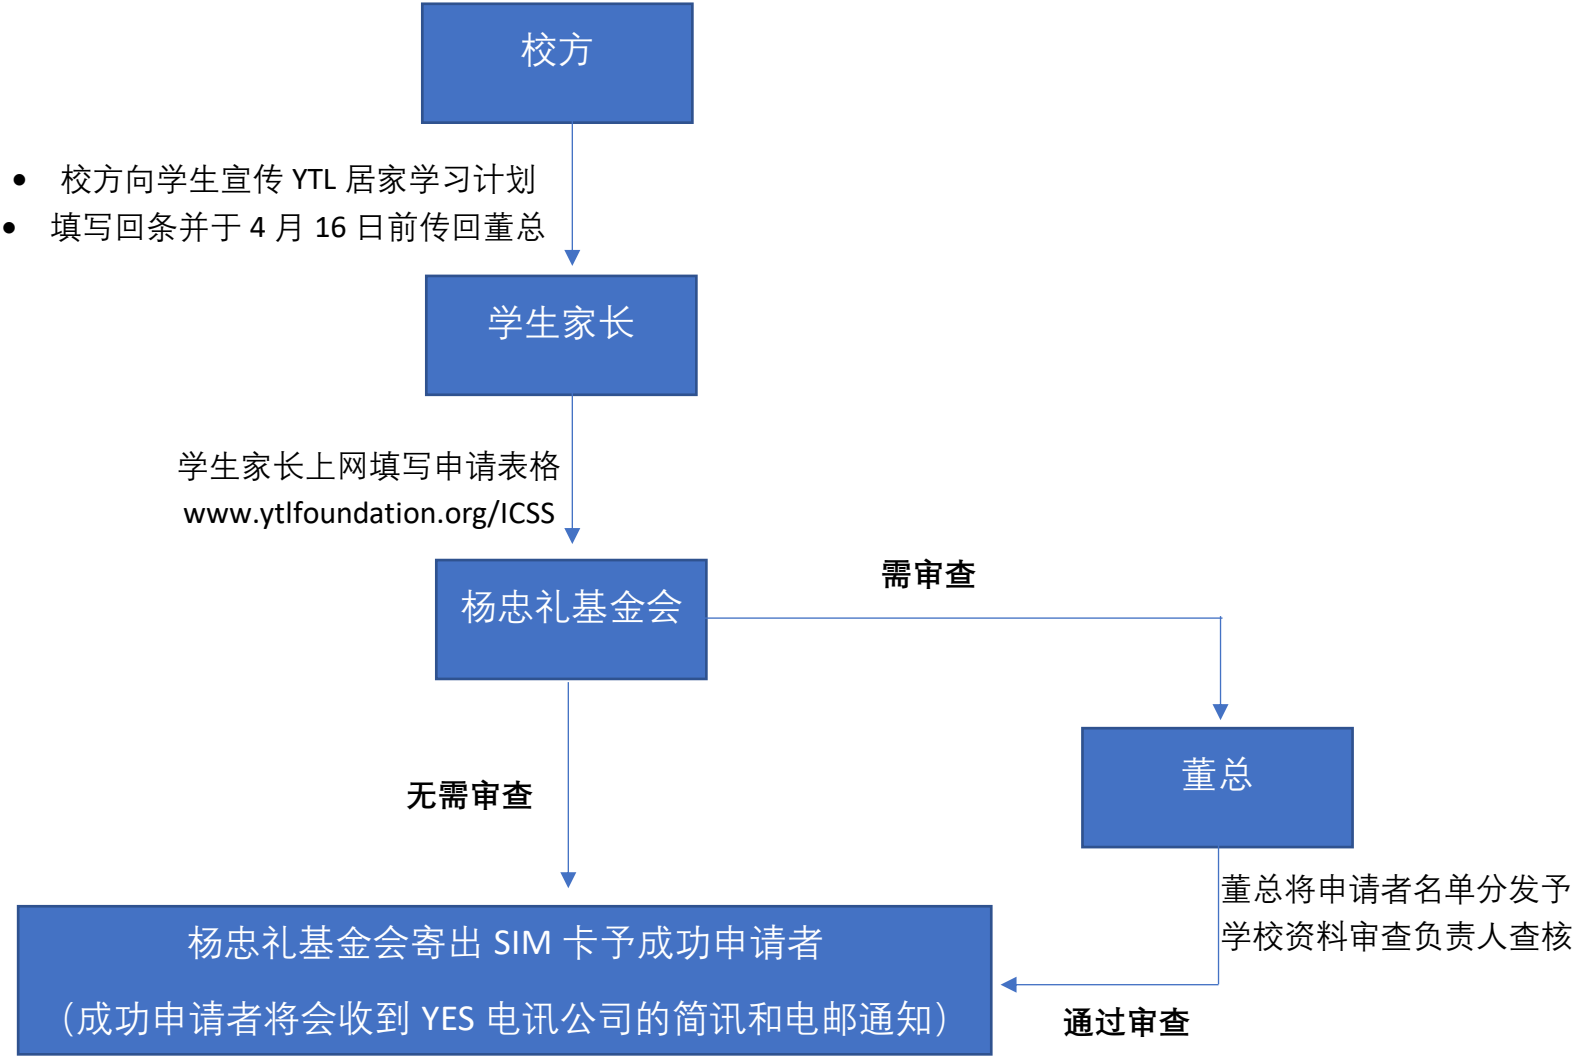 校方
• 校方向学生宣传 YTL 居家学习计划
• 填写回条并于 4 月 16 日前传回董总
学生家长
学生家长上网填写申请表格
www.ytlfoundation.org/ICSS
杨忠礼基金会
需审查
董总
无需审查
董总将申请者名单分发予
学校资料审查负责人查核
杨忠礼基金会寄出 SIM 卡予成功申请者
（成功申请者将会收到 YES 电讯公司的简讯和电邮通知）
通过审查